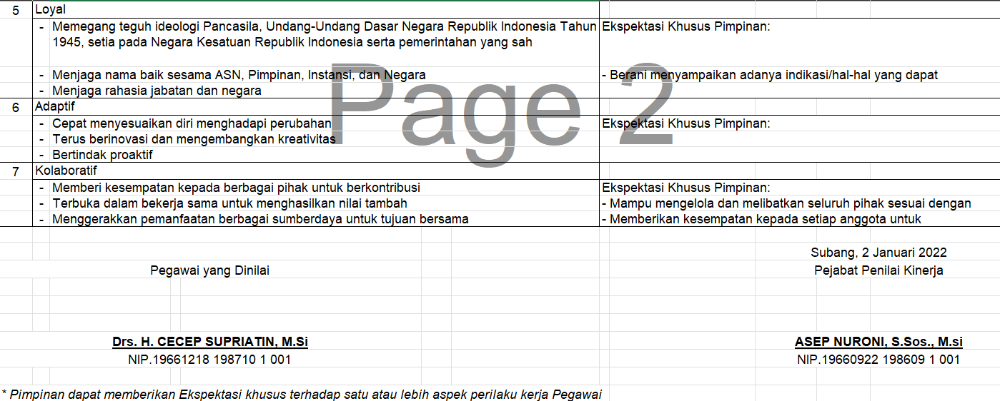 5 Loyal
- Memegang teguh ideologi Pancasila, Undang-Undang Dasar Negara Republik Indonesia Tahun Ekspektasi Khusus Pimpinan:
1945, setia pada Negara Kesatuan Republik Indonesia serta pemerintahan yang sah
- Menjaga nama baik sesama ASN, Pimpinan, Instansi, dan Negara - Berani menyampaikan adanya indikasi/hal-hal yang dapat
- Menjaga rahasia jabatan dan negara
Page 2
6 Adaptif
- Cepat menyesuaikan diri menghadapi perubahan Ekspektasi Khusus Pimpinan:
- Terus berinovasi dan mengembangkan kreativitas
- Bertindak proaktif
7 Kolaboratif
- Memberi kesempatan kepada berbagai pihak untuk berkontribusi Ekspektasi Khusus Pimpinan:
- Terbuka dalam bekerja sama untuk menghasilkan nilai tambah - Mampu mengelola dan melibatkan seluruh pihak sesuai dengan
- Menggerakkan pemanfaatan berbagai sumberdaya untuk tujuan bersama - Memberikan kesempatan kepada setiap anggota untuk
Subang, 2 Januari 2022
Pegawai yang Dinilai Pejabat Penilai Kinerja
Drs. H. CECEP SUPRIATIN, M.Si ASEP NURONI, S.Sos., M.si
NIP.19661218 198710 1 001 NIP.19660922 198609 1 001
* Pimpinan dapat memberikan Ekspektasi khusus terhadap satu atau lebih aspek perilaku kerja Pegawai